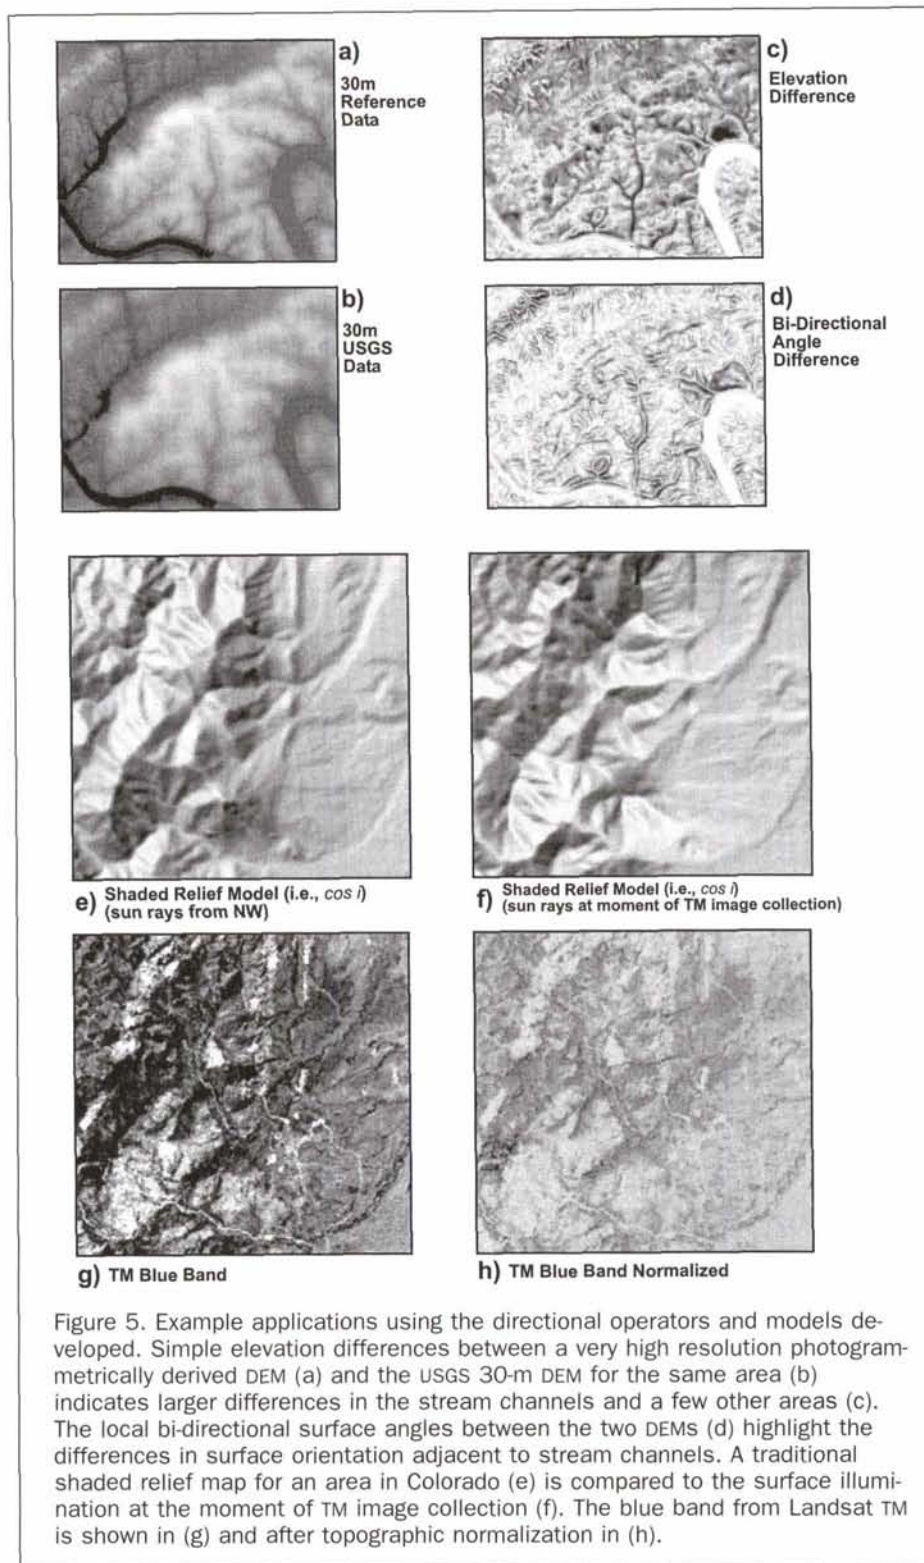 a)
30m
Reference
Data
c)
Elevation
Difference
b)
30m
USGS
Data
d)
Bi-Directional
Angle
Difference
e) Shaded Relief Model (i.e., cos i)
(sun rays from NW)
f) Shaded Relief Model (i.e., cos i)
(sun rays at moment of TM image collection)
g) TM Blue Band
h) TM Blue Band Normalized
Figure 5. Example applications using the directional operators and models de-
veloped. Simple elevation differences between a very high resolution photogram-
metrically derived DEM (a) and the USGS 30-m DEM for the same area (b)
indicates larger differences in the stream channels and a few other areas (c).
The local bi-directional surface angles between the two DEMs (d) highlight the
differences in surface orientation adjacent to stream channels. A traditional
shaded relief map for an area in Colorado (e) is compared to the surface illumi-
nation at the moment of TM image collection (f). The blue band from Landsat TM
is shown in (g) and after topographic normalization in (h).